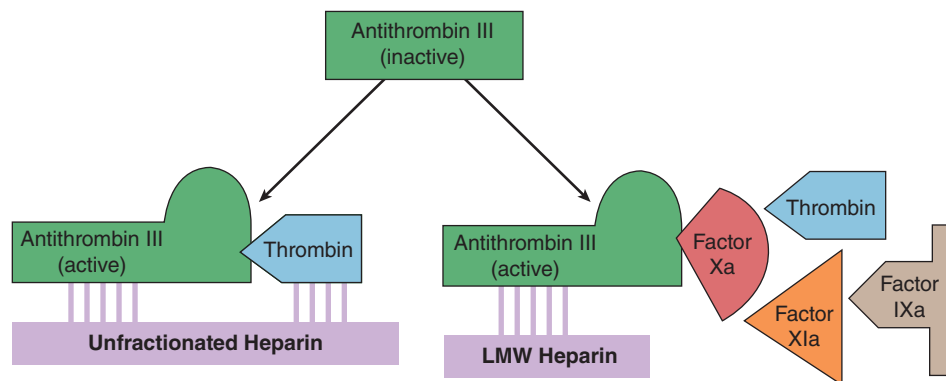 Antithrombin III
(inactive)
Antithrombin III
(active)
Thrombin
Unfractionated Heparin
Antithrombin III
(active)
Factor
Xa
Thrombin
Factor
XIa
Factor
IXa
LMW Heparin